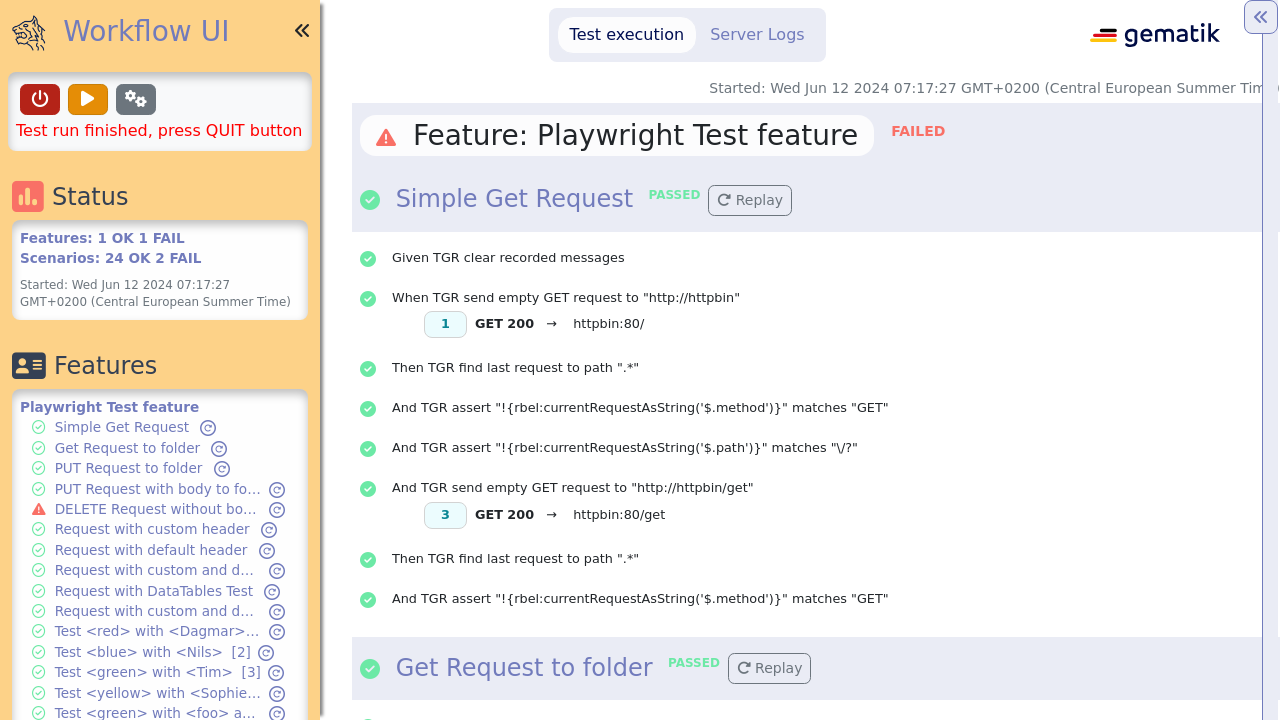 Workflow UI
Test run finished, press QUIT button
Status
Features: 1 OK 1 FAIL
Scenarios: 24 OK 2 FAIL
Started: Wed Jun 12 2024 07:17:27
GMT+0200 (Central European Summer Time)
Features
Playwright Test feature
Simple Get Request
Get Request to folder
PUT Request to folder
PUT Request with body to fo...
DELETE Request without bo...
Request with custom header
Request with default header
Request with custom and d...
Request with DataTables Test
Request with custom and d...
Test <red> with <Dagmar>...
Test <blue> with <Nils> [2]
Test <green> with <Tim> [3]
Test <yellow> with <Sophie...
Test <green> with <foo> a...
Test execution Server Logs
gematik
Started: Wed Jun 12 2024 07:17:27 GMT+0200 (Central European Summer Tim
Feature: Playwright Test feature FAILED
Simple Get Request PASSED Replay
Given TGR clear recorded messages
When TGR send empty GET request to "http://httpbin"
1 GET 200 → httpbin:80/
Then TGR find last request to path ".*"
And TGR assert "!{rbel:currentRequestAsString('$.method')}" matches "GET"
And TGR assert "!{rbel:currentRequestAsString('$.path')}" matches "\/?"
And TGR send empty GET request to "http://httpbin/get"
3 GET 200 → httpbin:80/get
Then TGR find last request to path ".*"
And TGR assert "!{rbel:currentRequestAsString('$.method')}" matches "GET"
Get Request to folder PASSED Replay